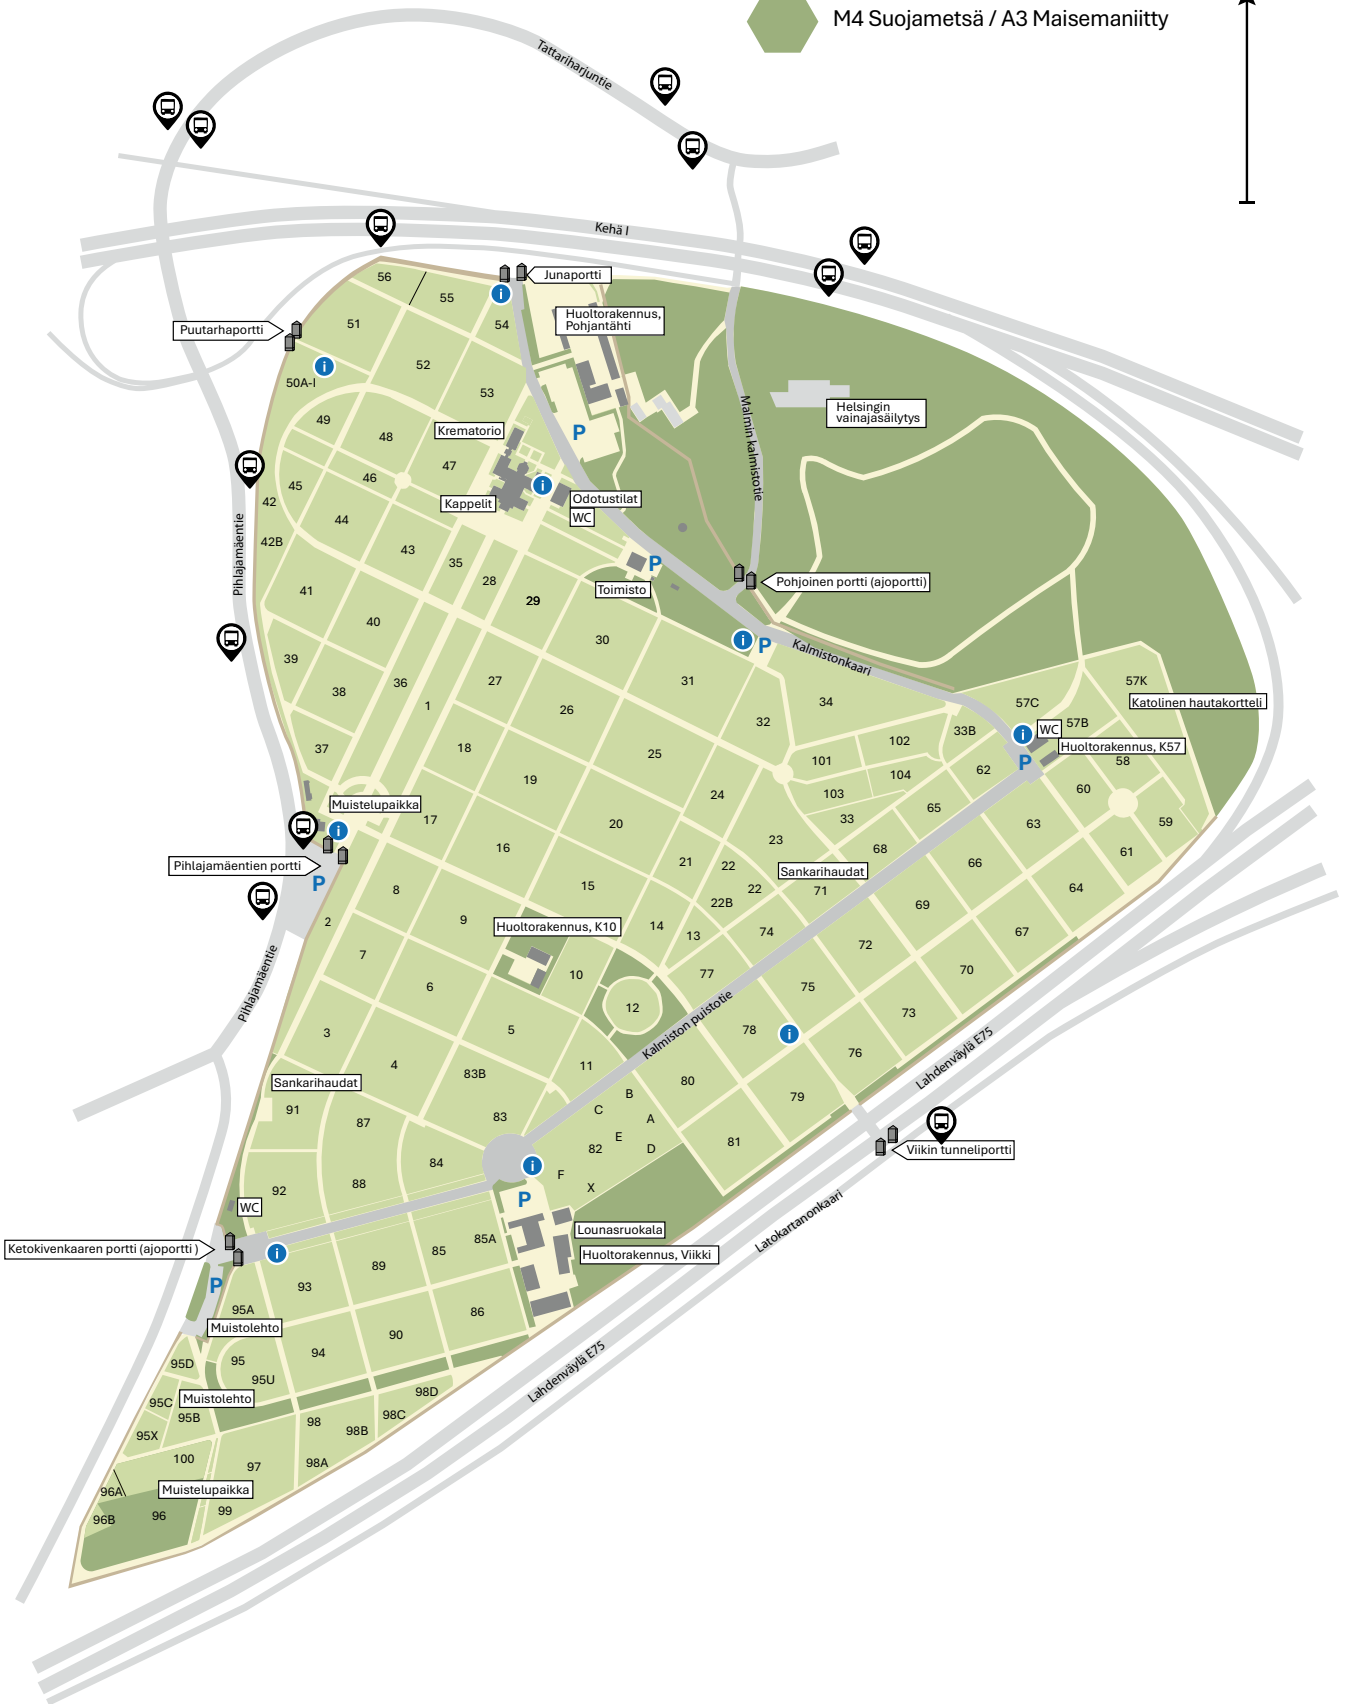 M4 Suojametsä / A3 Maisemaniitty
Tattariharjuntie
Kehä I
Junaportti
56
55
54
Huoltorakennus,
Pohjantähti
Puutarhaportti
51
52
50A-I
53
Helsingin
vainajasäilytys
Malmin kalmistotie
49
48
Krematorio
P
47
46
45
42
Kappelit
Odotustilat
WC
44
42B
43
35
28
P
Pihlajamäentie
41
29
Toimisto
Pohjoinen portti (ajoportti)
40
30
P
Kalmistonkaari
39
38
36
27
31
57K
Katolinen hautakortteli
1
26
32
34
57C
57B
WC
33B
Huoltorakennus, K57
37
18
25
102
101
62
P
58
19
24
104
103
60
Muistelupaikka
17
20
33
65
63
59
16
23
68
61
Pihlajamäentien portti
21
22
Sankarihaudat
66
P
8
15
22
71
64
22B
69
2
9
Huoltorakennus, K10
14
13
74
67
7
72
10
77
70
6
75
12
73
3
5
Kalmiston puistotie
78
76
Pihlajamäentie
4
11
80
79
Lahdenväylä E75
Sankarihaudat
83B
B
C
A
91
87
83
E
82
D
81
Viikin tunneliportti
84
F
X
92
88
P
WC
Latokartanonkaari
Ketokivenkaaren portti (ajoportti )
85A
85
Lounasruokala
Huoltorakennus, Viikki
P
93
89
95A
86
Muistolehto
90
94
95D
95
95U
Lahdenväylä E75
Muistolehto
98D
95C
95B
98C
98
98B
95X
100
97
98A
96A
Muistelupaikka
96B
96
99